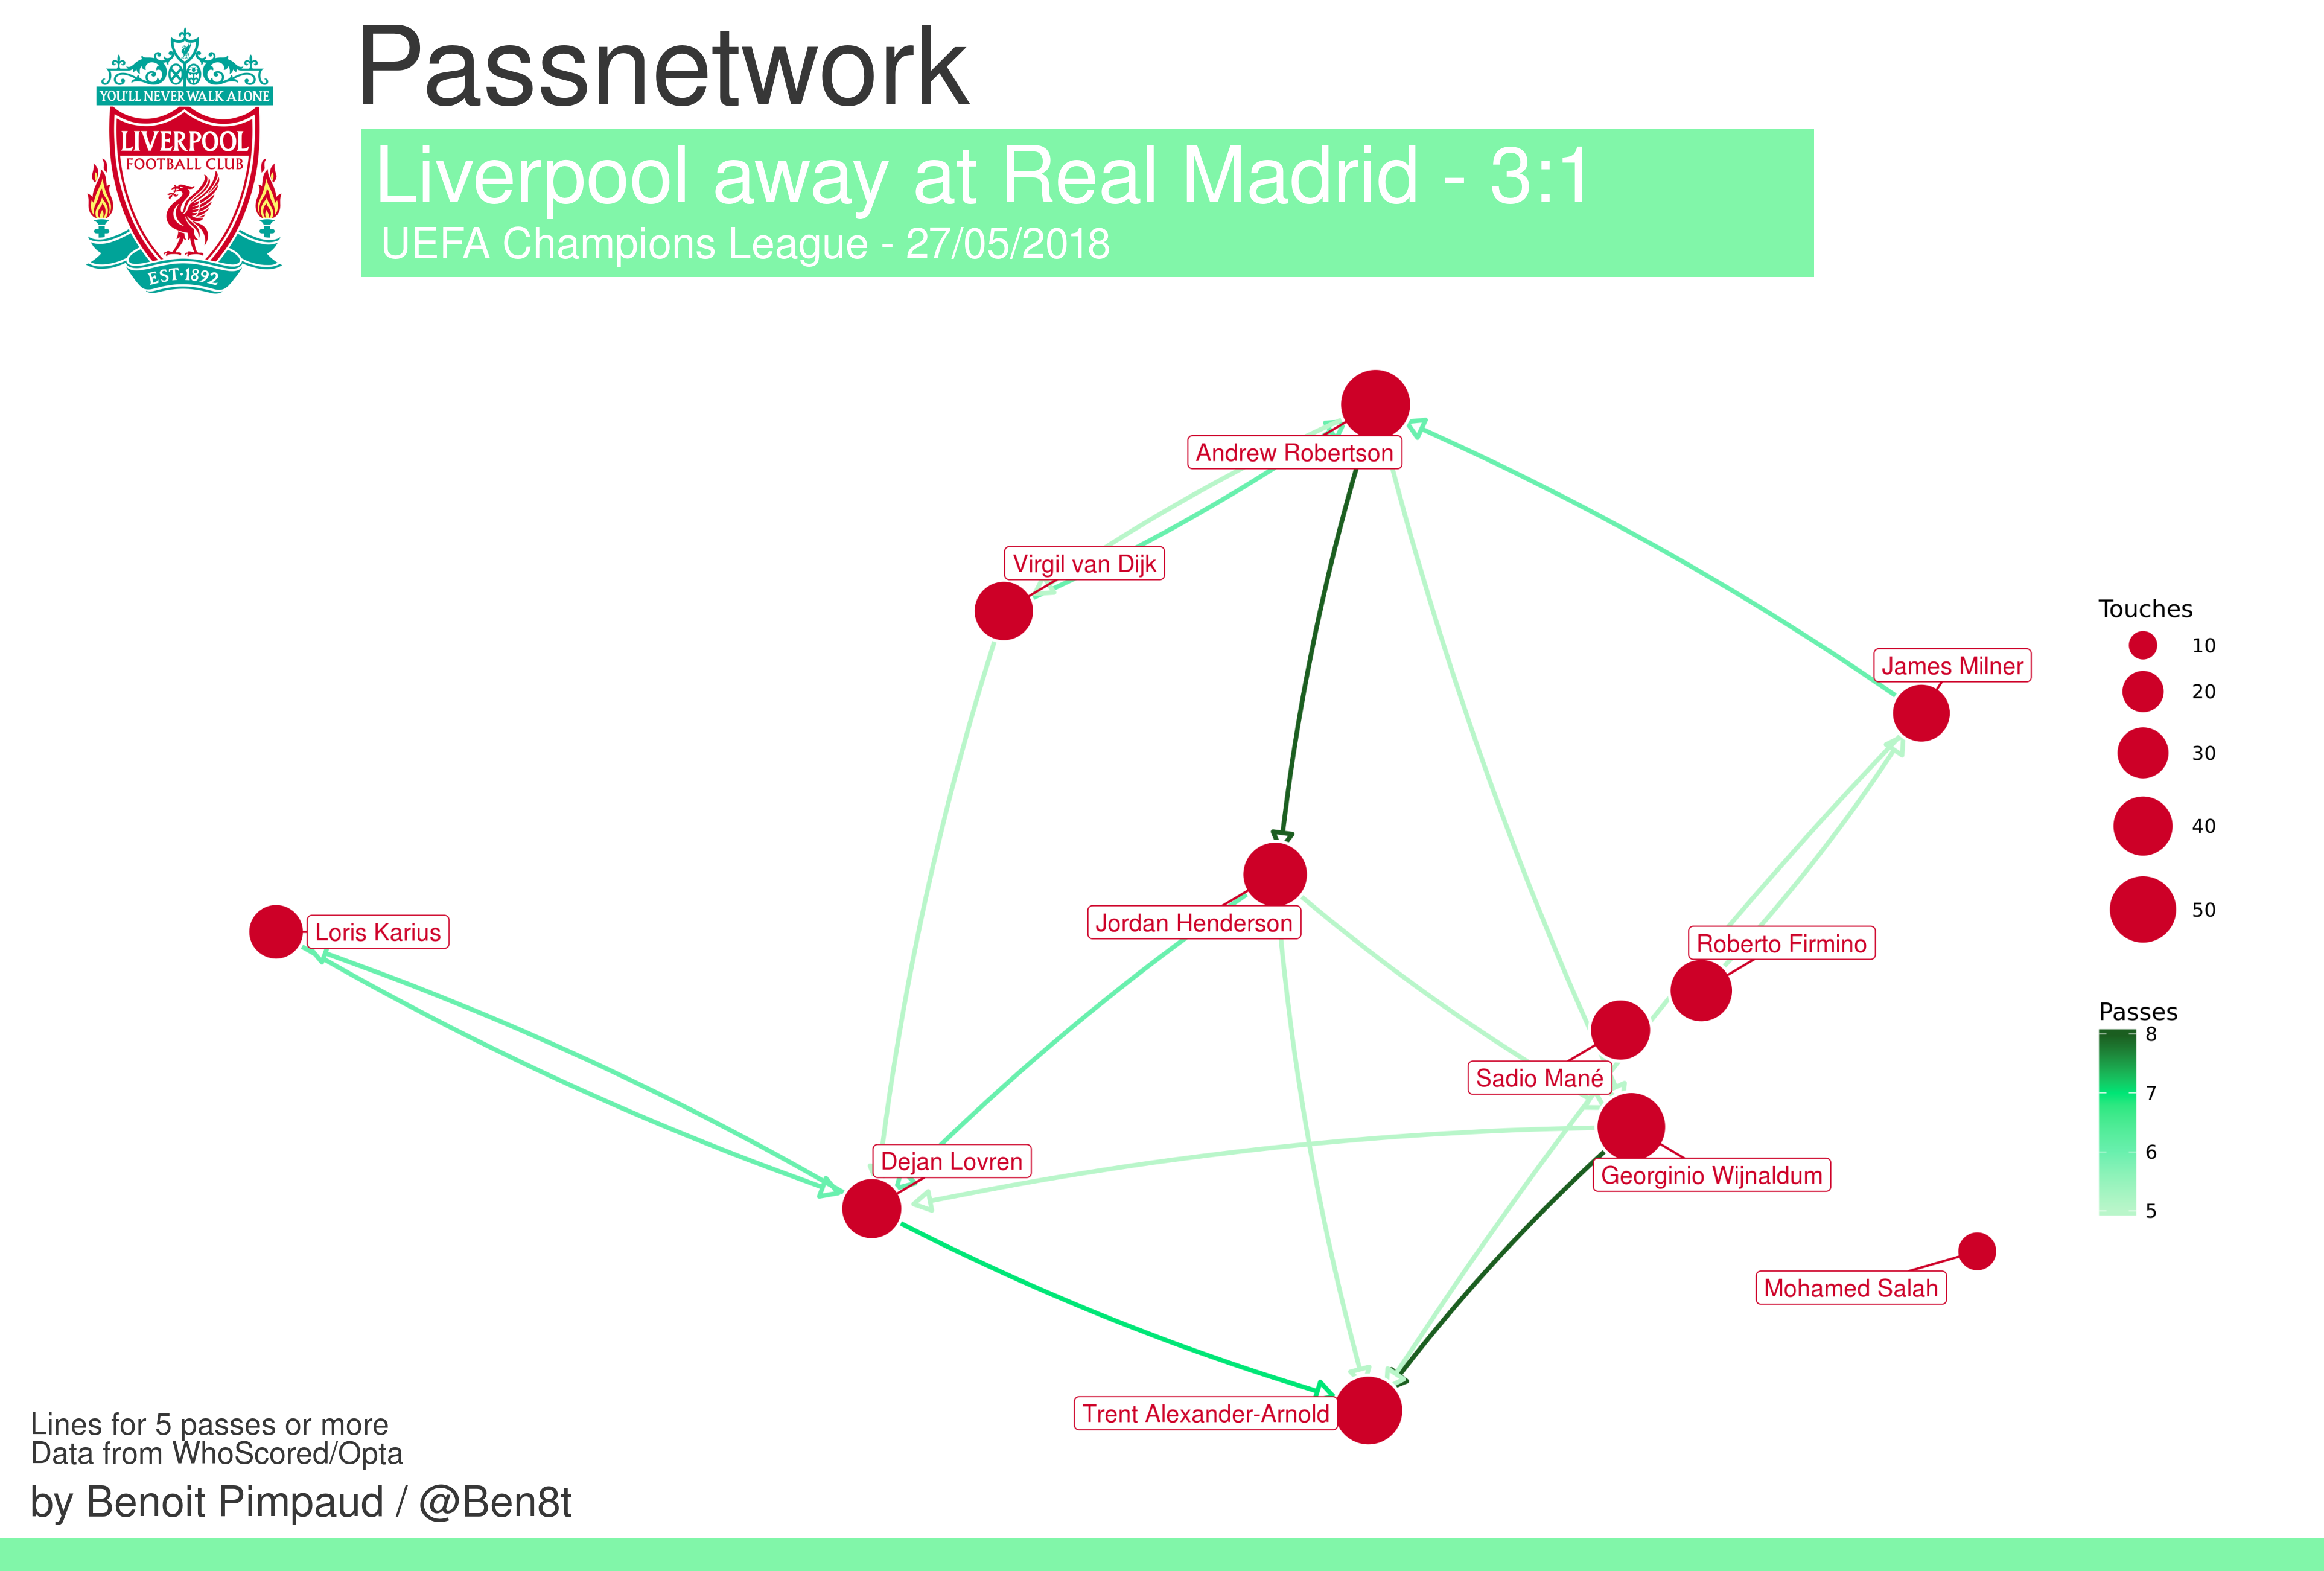 Passnetwork
YOU'LL NEVER WALK ALONE
LIVERPOOL
FOOTBALL CLUB
EST·1892
Liverpool away at Real Madrid - 3:1
UEFA Champions League - 27/05/2018
Andrew Robertson
Virgil van Dijk
James Milner
Jordan Henderson
Loris Karius
Roberto Firmino
Sadio Mané
Dejan Lovren
Georginio Wijnaldum
Mohamed Salah
Trent Alexander-Arnold
Touches
10
20
30
40
50
Passes
8
7
6
5
Lines for 5 passes or more
Data from WhoScored/Opta
by Benoit Pimpaud / @Ben8t